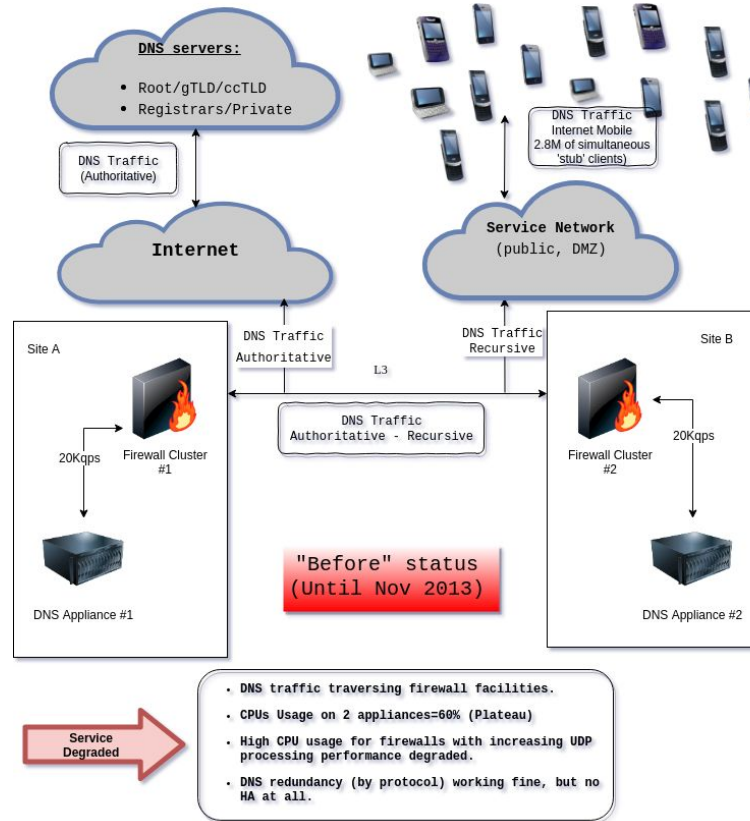 DNS servers:
• Root/gTLD/ccTLD
• Registrars/Private
DNS Traffic
(Authoritative)
DNS Traffic
Internet Mobile
2.8M of simultaneous
'stub' clients)
Internet
Service Network
(public, DMZ)
Site A
DNS Traffic
Authoritative
L3
DNS Traffic
Recursive
Site B
DNS Traffic
Authoritative - Recursive
20Kqps
Firewall Cluster
#1
DNS Appliance #1
Firewall Cluster
#2
20Kqps
DNS Appliance #2
"Before" status
(Until Nov 2013)
Service
Degraded
• DNS traffic traversing firewall facilities.
• CPUs Usage on 2 appliances=60% (Plateau)
• High CPU usage for firewalls with increasing UDP
processing performance degraded.
• DNS redundancy (by protocol) working fine, but no
HA at all.